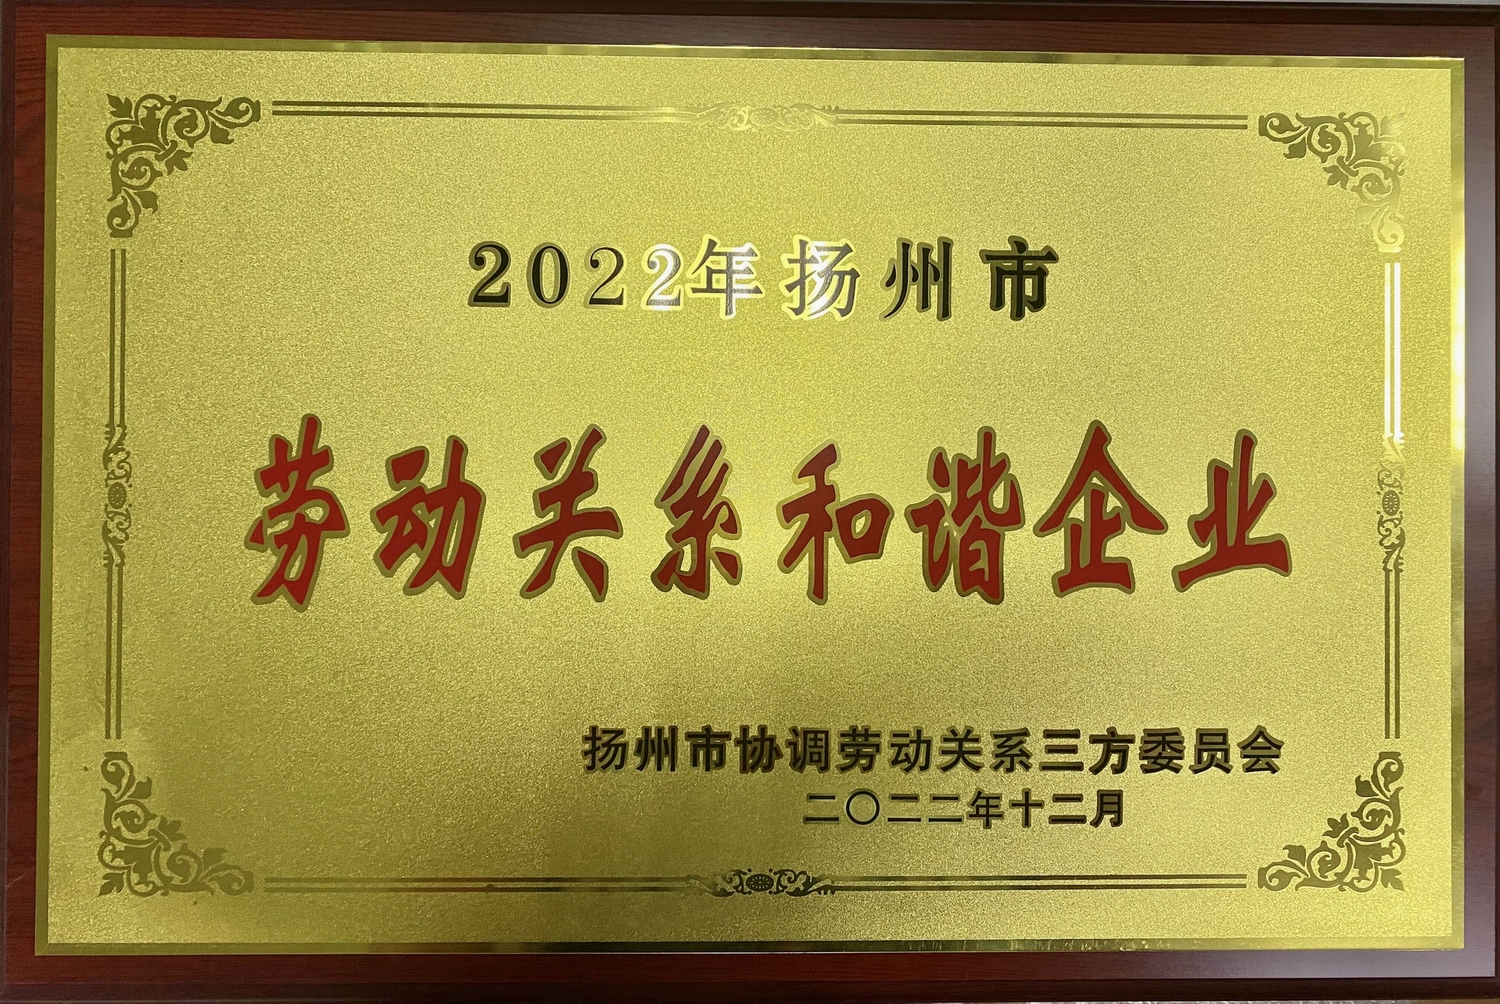 2022年扬州市
劳动关系和谐企业
扬州市协调劳动关系三方委员会
二〇二二年十二月